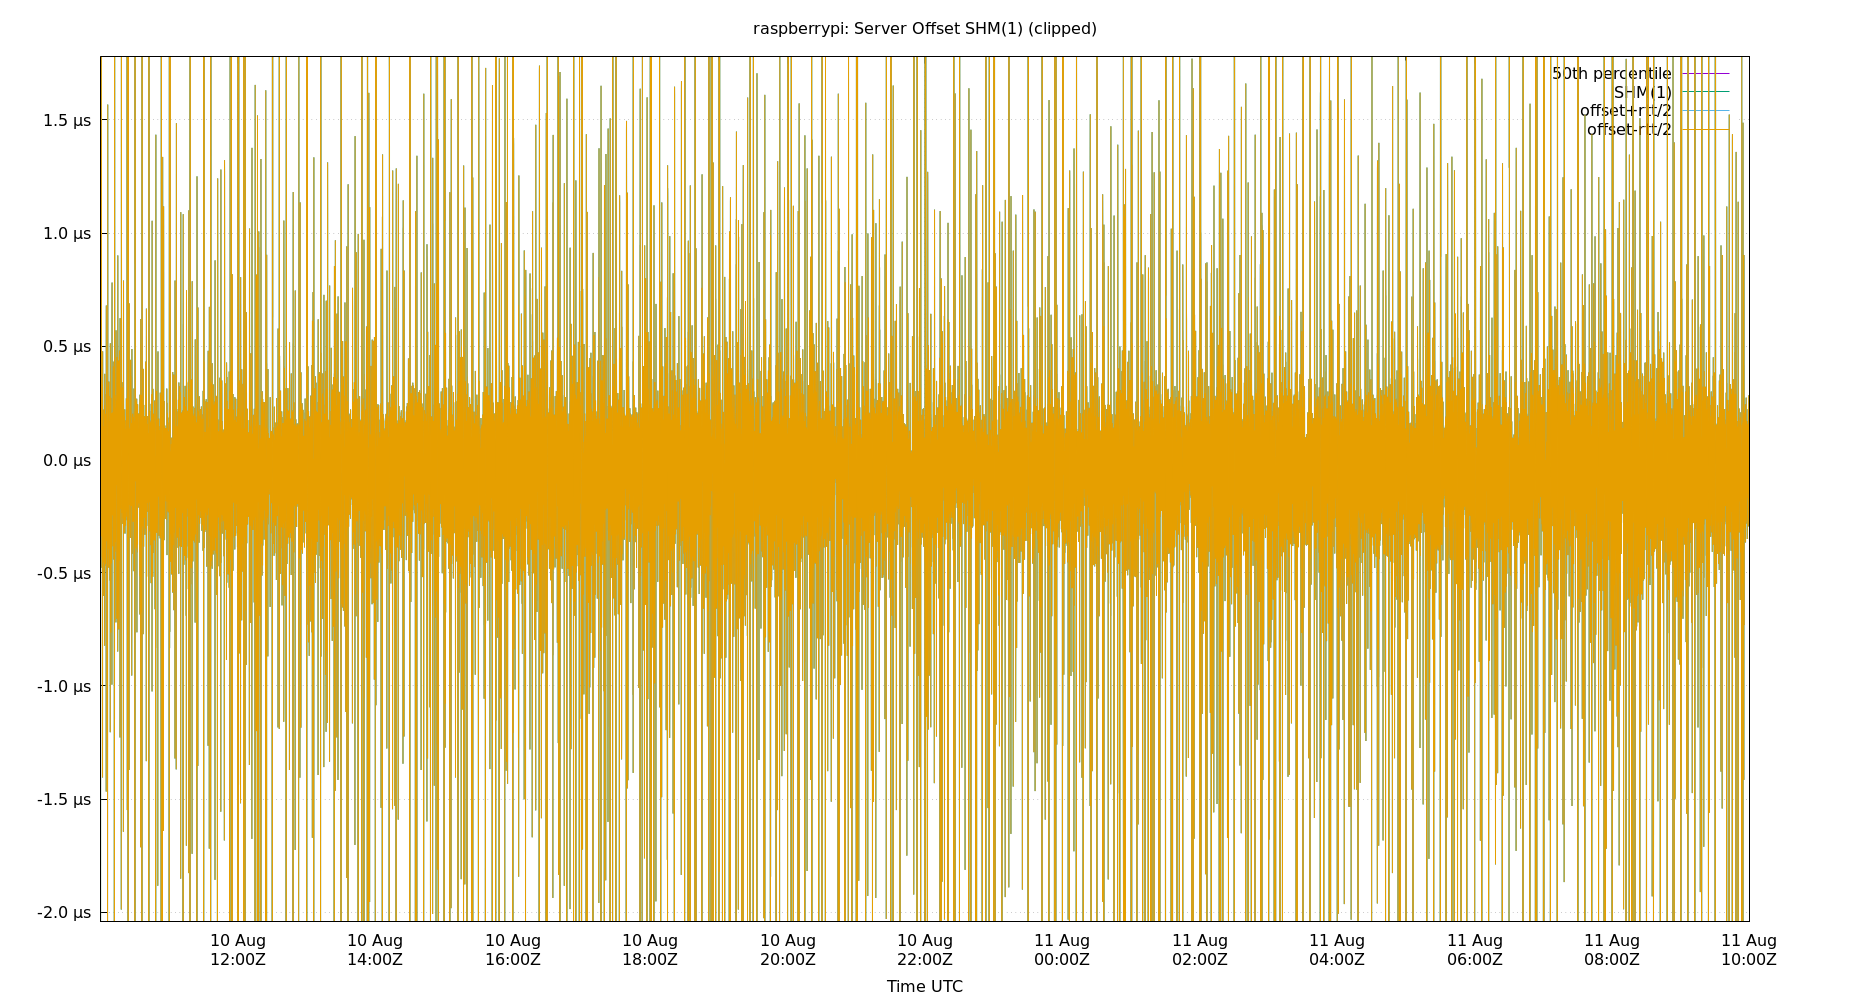 raspberrypi: Server Offset SHM(1) (clipped)
50th percentile
SHM(1)
offset+rtt/2
offset-rtt/2
1.5 µs
1.0 µs
0.5 µs
0.0 µs
-0.5 µs
-1.0 µs
-1.5 µs
-2.0 µs
10 Aug 10 Aug 10 Aug 10 Aug 10 Aug 10 Aug 11 Aug 11 Aug 11 Aug 11 Aug 11 Aug 11 Aug
12:00Z 14:00Z 16:00Z 18:00Z 20:00Z 22:00Z 00:00Z 02:00Z 04:00Z 06:00Z 08:00Z 10:00Z
Time UTC